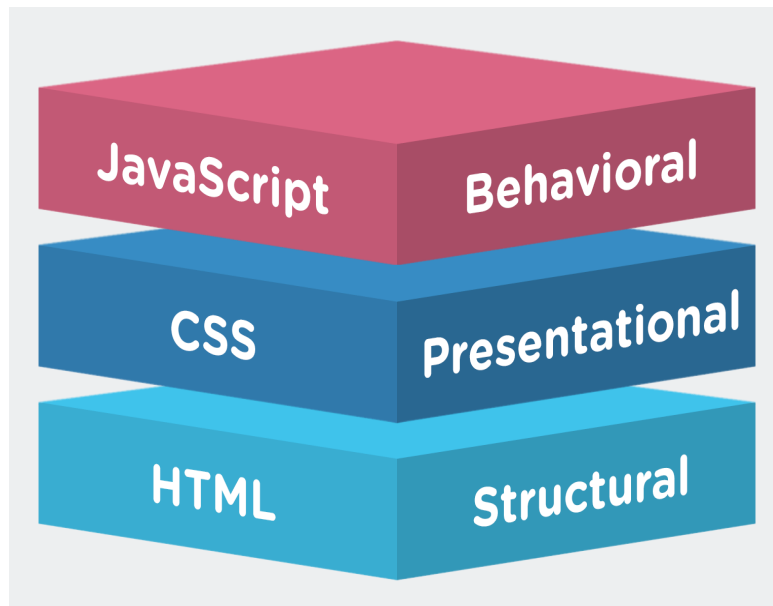 JavaScript
Behavioral
CSS
Presentational
HTML
Structural